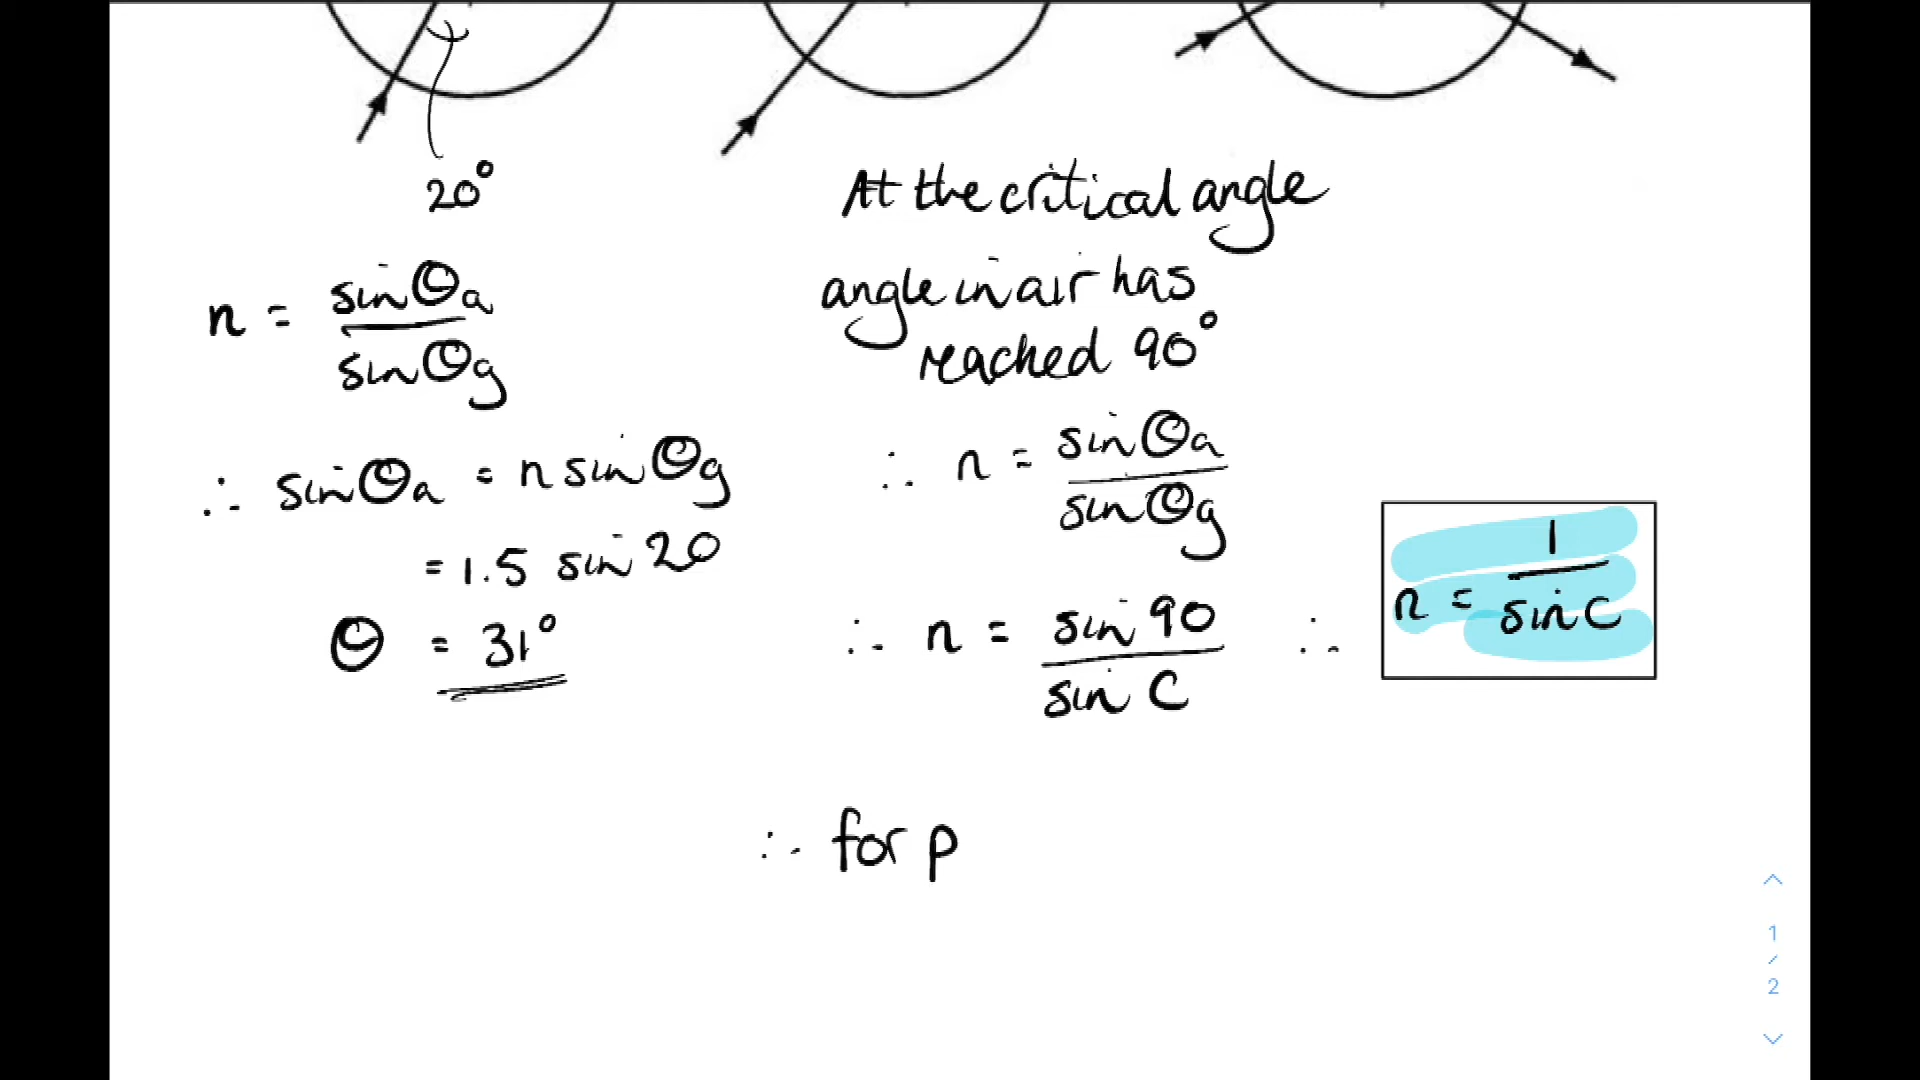 20°
n = sinθa / sinθg
∴ sinθa = n sinθg
= 1.5 sin 20
θ = 31°
At the critical angle
angle in air has
reached 90°
∴ n = sinθa / sinθg
∴ n = sin 90 / sin C
∴ n = 1 / sin C
∴ for p
1
/
2